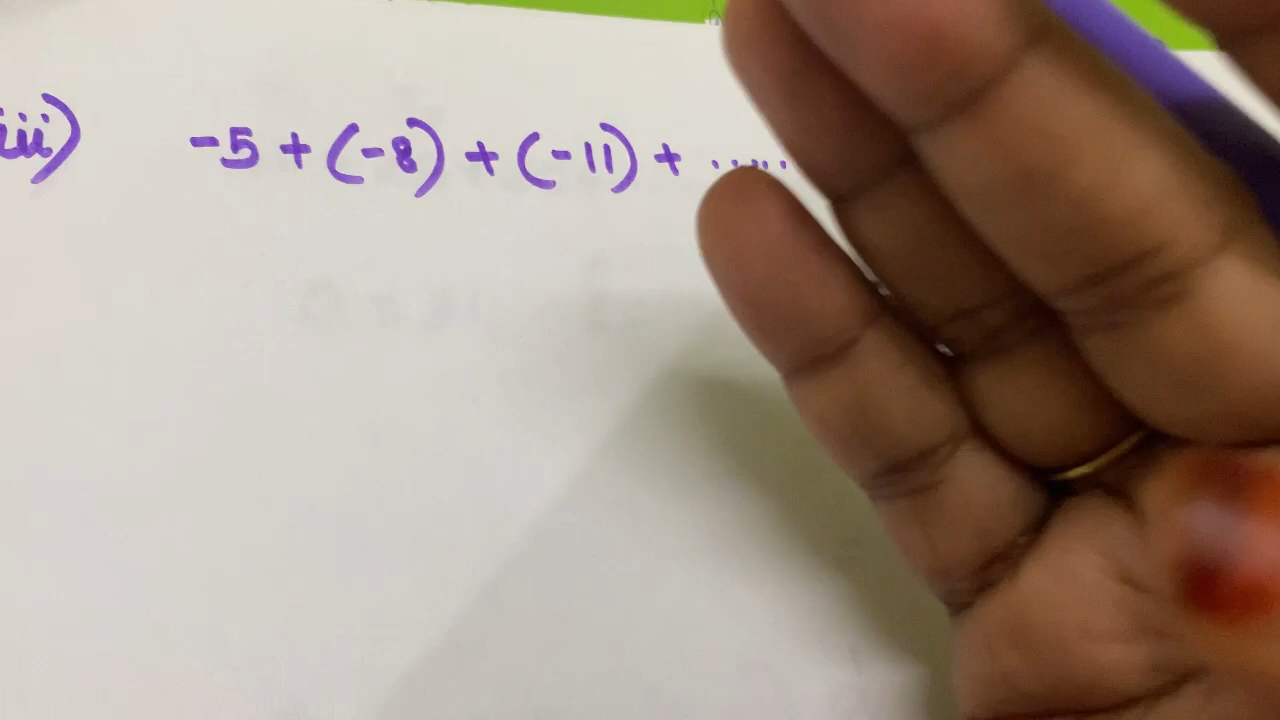 iii) -5 + (-8) + (-11) + .....